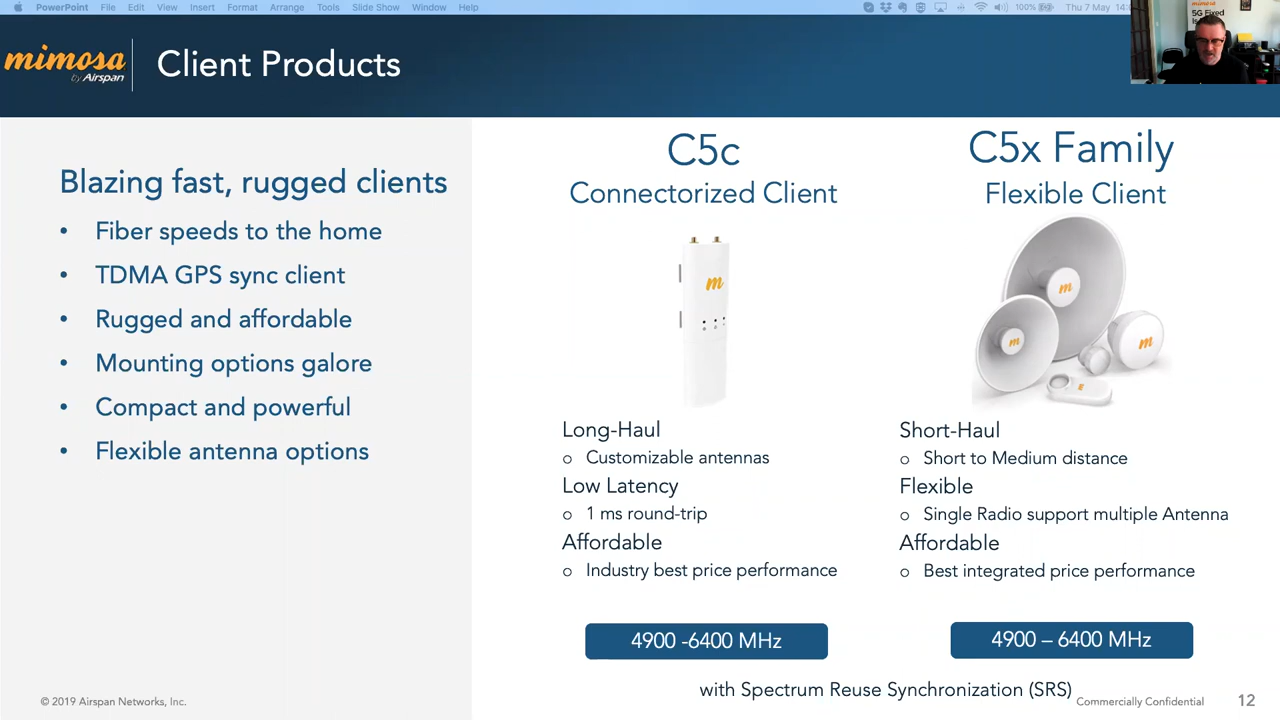 PowerPoint File Edit View Insert Format Arrange Tools Slide Show Window Help
100%
Thu 7 May
mimosa
by Airspan
Client Products
mimosa
5G Fixed
Blazing fast, rugged clients
• Fiber speeds to the home
• TDMA GPS sync client
• Rugged and affordable
• Mounting options galore
• Compact and powerful
• Flexible antenna options
C5c
Connectorized Client
m
Long-Haul
o Customizable antennas
Low Latency
o 1 ms round-trip
Affordable
o Industry best price performance
4900 -6400 MHz
C5x Family
Flexible Client
m
m
m
Short-Haul
o Short to Medium distance
Flexible
o Single Radio support multiple Antenna
Affordable
o Best integrated price performance
4900 – 6400 MHz
with Spectrum Reuse Synchronization (SRS)
© 2019 Airspan Networks, Inc.
Commercially Confidential
12